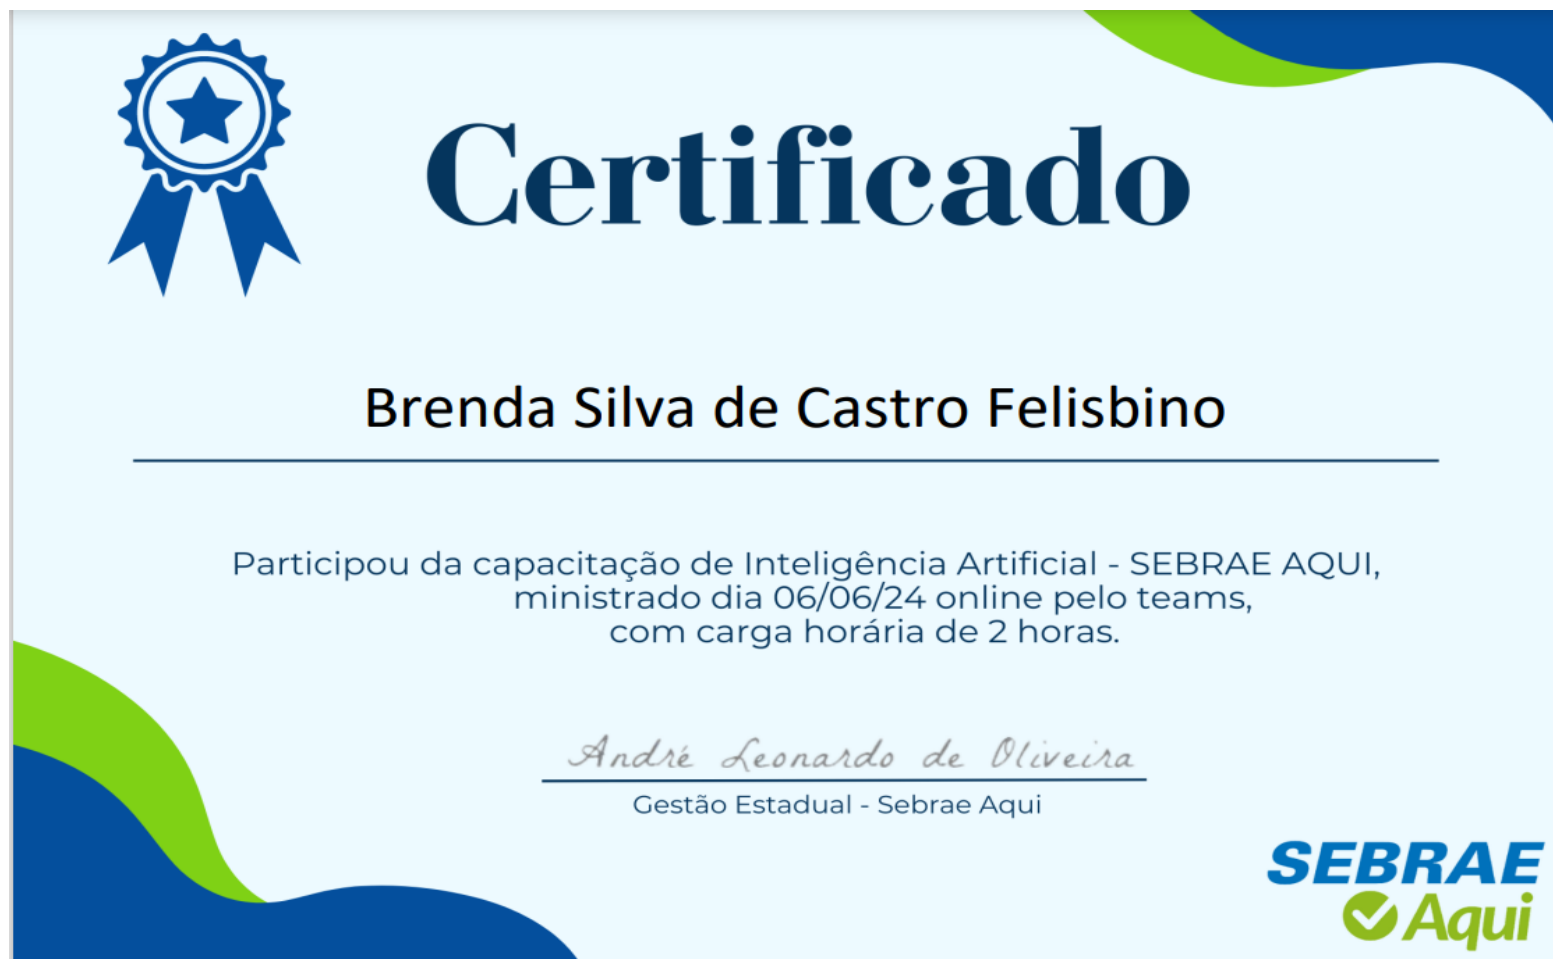 Certificado
Brenda Silva de Castro Felisbino
Participou da capacitação de Inteligência Artificial - SEBRAE AQUI,
ministrado dia 06/06/24 online pelo teams,
com carga horária de 2 horas.
André Leonardo de Oliveira
Gestão Estadual - Sebrae Aqui
SEBRAE
Aqui